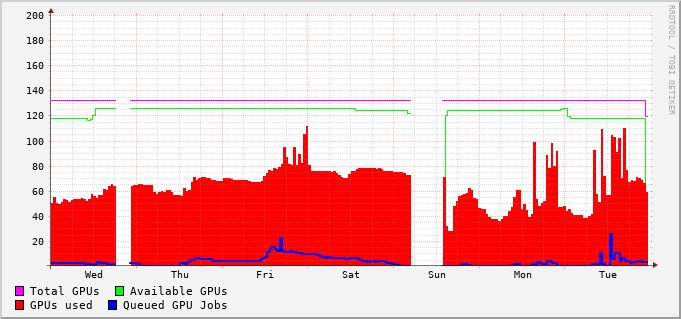 200
180
160
140
120
100
80
60
40
20
Wed Thu Fri Sat Sun Mon Tue
Total GPUs Available GPUs
GPUs used Queued GPU Jobs
RRDTOOL / TOBI OETIKER